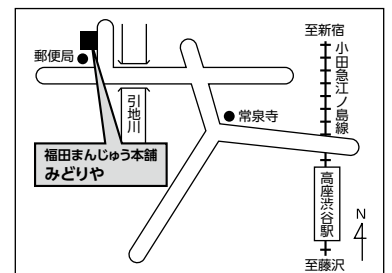 至新宿
小田急江ノ島線
郵便局
引地川
常泉寺
福田まんじゅう本舗
みどりや
高座渋谷駅
N
至藤沢